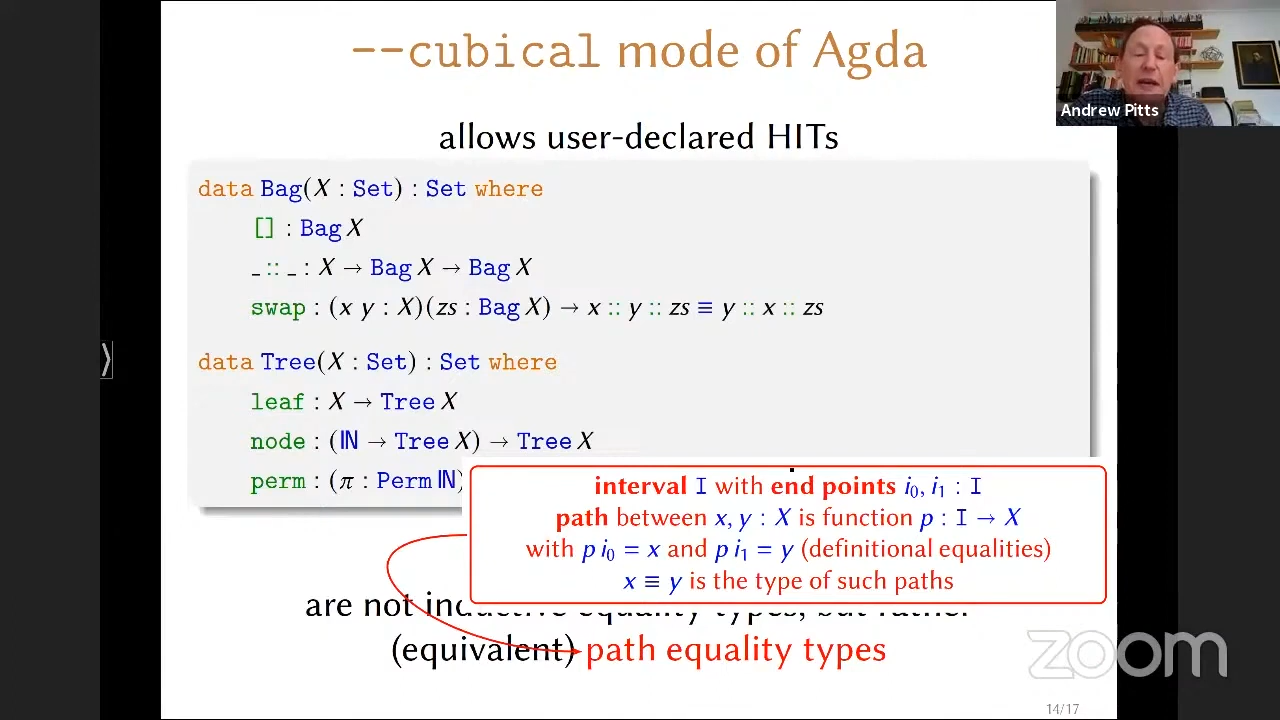 --cubical mode of Agda
Andrew Pitts
allows user-declared HITs
data Bag(X : Set) : Set where
[] : Bag X
_ :: _ : X → Bag X → Bag X
swap : (x y : X)(zs : Bag X) → x :: y :: zs ≡ y :: x :: zs
data Tree(X : Set) : Set where
leaf : X → Tree X
node : (ℕ → Tree X) → Tree X
perm : (π : Perm ℕ)
interval I with end points i₀, i₁ : I
path between x, y : X is function p : I → X
with p i₀ = x and p i₁ = y (definitional equalities)
x ≡ y is the type of such paths
are not inductive equality types, but rather
(equivalent) path equality types
zoom
14/17